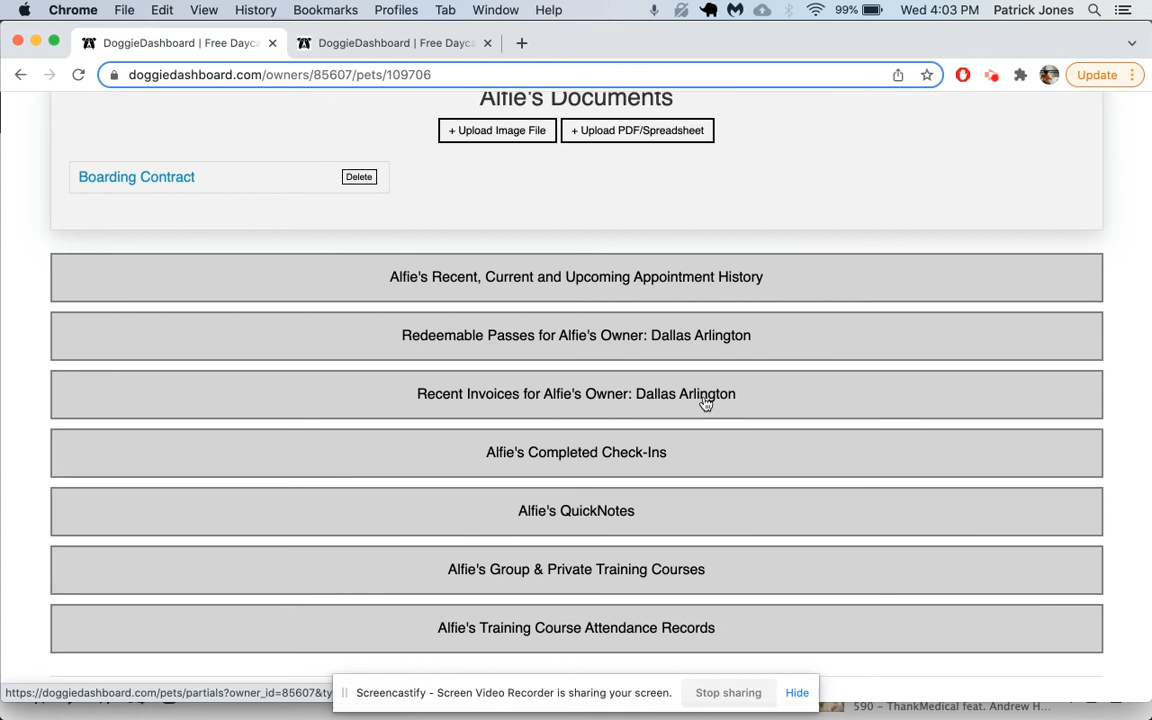 Chrome File Edit View History Bookmarks Profiles Tab Window Help 99% Wed 4:03 PM Patrick Jones
DoggieDashboard | Free Dayca DoggieDashboard | Free Dayca
doggiedashboard.com/owners/85607/pets/109706 Update
Alfie's Documents
+ Upload Image File + Upload PDF/Spreadsheet
Boarding Contract Delete
Alfie's Recent, Current and Upcoming Appointment History
Redeemable Passes for Alfie's Owner: Dallas Arlington
Recent Invoices for Alfie's Owner: Dallas Arlington
Alfie's Completed Check-Ins
Alfie's QuickNotes
Alfie's Group & Private Training Courses
Alfie's Training Course Attendance Records
https://doggiedashboard.com/pets/partials?owner_id=85607&ty Screencastify - Screen Video Recorder is sharing your screen. Stop sharing Hide
590 - ThankMedical feat. Andrew H...